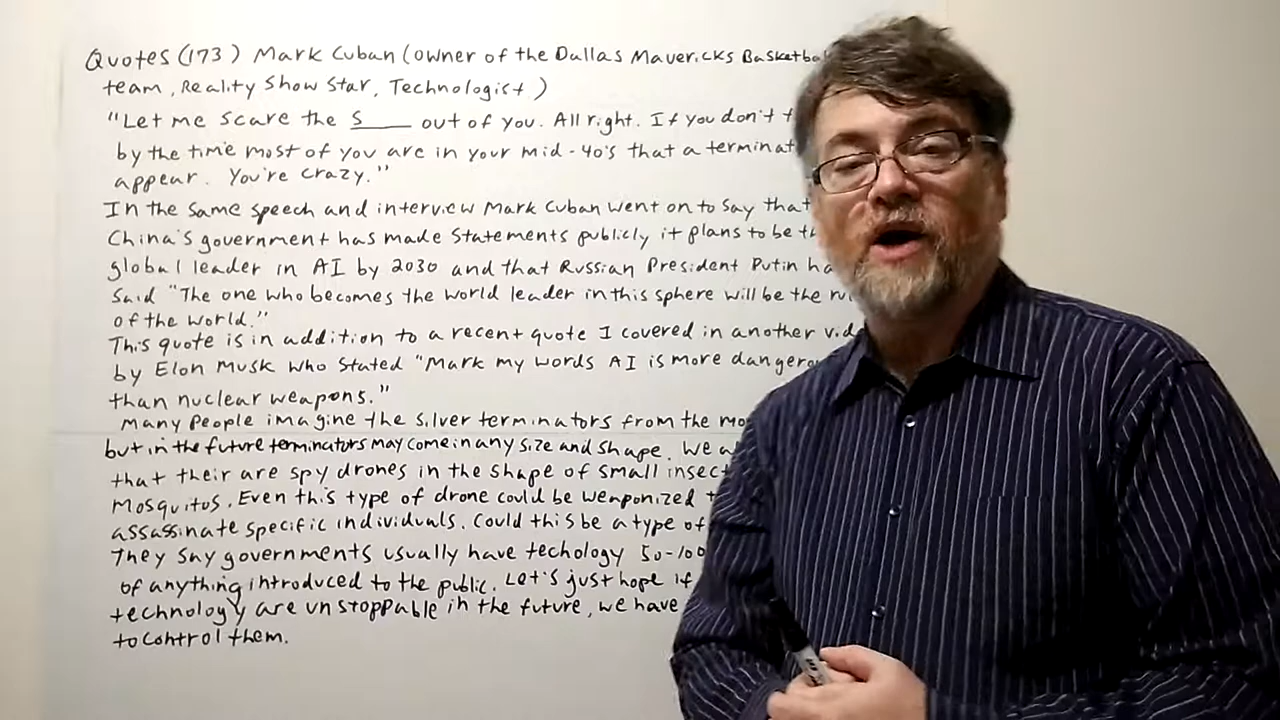 Quotes (173) Mark Cuban (owner of the Dallas Mavericks Basketba
team, Reality Show Star, Technologist)
"Let me scare the S____ out of you. All right. If you don't
by the time most of you are in your mid-40's that a terminat
appear. You're crazy."
In the same speech and interview Mark Cuban went on to say that
China's government has made statements publicly it plans to be th
global leader in AI by 2030 and that Russian President Putin ha
said "The one who becomes the world leader in this sphere will be the
of the world."
This quote is in addition to a recent quote I covered in another vid
by Elon Musk who stated "Mark my words AI is more dangero
than nuclear weapons."
Many people imagine the silver terminators from the mo
but in the future terminators may come in any size and shape. We
that their are spy drones in the shape of small insect
Mosquitos. Even this type of drone could be weaponized
assassinate specific individuals. Could this be a type of
They say governments usually have techology 50-100
of anything introduced to the public. Let's just hope if
technology are unstoppable in the future, we have
to control them.